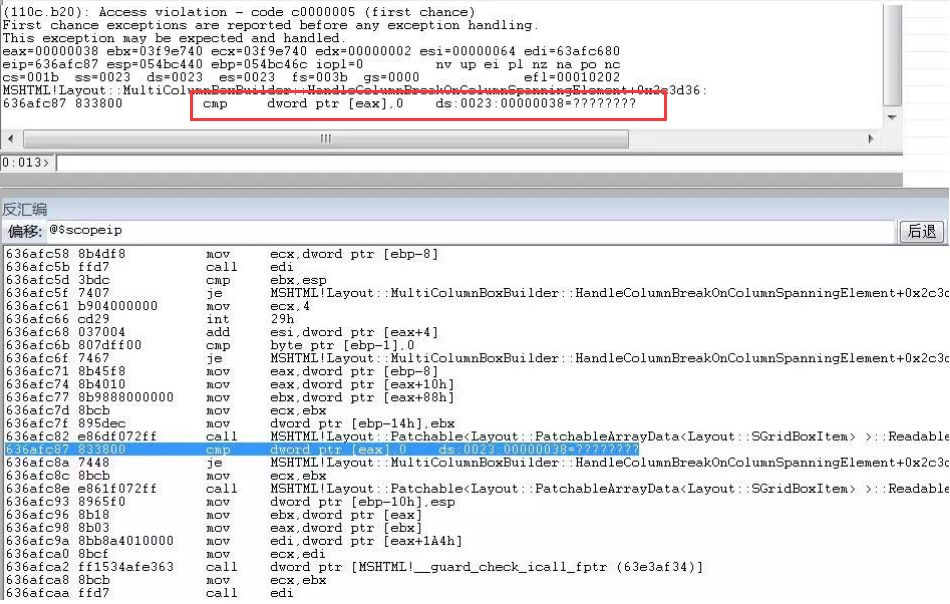 (110c.b20): Access violation - code c0000005 (first chance)
First chance exceptions are reported before any exception handling.
This exception may be expected and handled.
eax=00000038 ebx=03f9e740 ecx=03f9e740 edx=00000002 esi=00000064 edi=63afc680
eip=636afc87 esp=054bc440 ebp=054bc46c iopl=0 nv up ei pl nz na po nc
cs=001b ss=0023 ds=0023 es=0023 fs=003b gs=0000 efl=00010202
MSHTML!Layout::MultiColumnBoxBuilder::HandleColumnBreakOnColumnSpanningElement+0x2c3d36:
636afc87 833800 cmp dword ptr [eax],0 ds:0023:00000038=????????
0:013>
反汇编
偏移: @$scopeip 后退
636afc58 8b4df8 mov ecx,dword ptr [ebp-8]
636afc5b ffd7 call edi
636afc5d 3bdc cmp ebx,esp
636afc5f 7407 je MSHTML!Layout::MultiColumnBoxBuilder::HandleColumnBreakOnColumnSpanningElement+0x2c3d
636afc61 b904000000 mov ecx,4
636afc66 cd29 int 29h
636afc68 037004 add esi,dword ptr [eax+4]
636afc6b 807dff00 cmp byte ptr [ebp-1],0
636afc6f 7467 je MSHTML!Layout::MultiColumnBoxBuilder::HandleColumnBreakOnColumnSpanningElement+0x2c3d
636afc71 8b45f8 mov eax,dword ptr [ebp-8]
636afc74 8b4010 mov eax,dword ptr [eax+10h]
636afc77 8b9888000000 mov ebx,dword ptr [eax+88h]
636afc7d 8bcb mov ecx,ebx
636afc7f 895dec mov dword ptr [ebp-14h],ebx
636afc82 e86df072ff call MSHTML!Layout::Patchable<Layout::PatchableArrayData<Layout::SGridBoxItem> >::Readable
636afc87 833800 cmp dword ptr [eax],0 ds:0023:00000038=????????
636afc8a 7448 je MSHTML!Layout::MultiColumnBoxBuilder::HandleColumnBreakOnColumnSpanningElement+0x2c3d
636afc8c 8bcb mov ecx,ebx
636afc8e e861f072ff call MSHTML!Layout::Patchable<Layout::PatchableArrayData<Layout::SGridBoxItem> >::Readable
636afc93 8965f0 mov dword ptr [ebp-10h],esp
636afc96 8b18 mov ebx,dword ptr [eax]
636afc98 8b03 mov eax,dword ptr [ebx]
636afc9a 8bb8a4010000 mov edi,dword ptr [eax+1A4h]
636afca0 8bcf mov ecx,edi
636afca2 ff1534afe363 call dword ptr [MSHTML!__guard_check_icall_fptr (63e3af34)]
636afca8 8bcb mov ecx,ebx
636afcaa ffd7 call edi